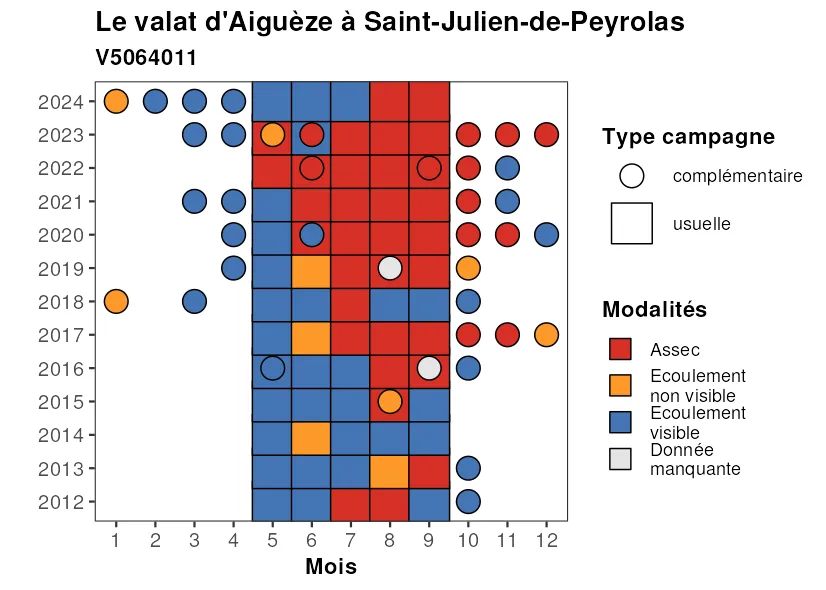 Le valat d'Aiguèze à Saint-Julien-de-Peyrolas
V5064011
2024
2023
2022
2021
2020
2019
2018
2017
2016
2015
2014
2013
2012
1 2 3 4 5 6 7 8 9 10 11 12
Mois
Type campagne
complémentaire
usuelle
Modalités
Assec
Ecoulement
non visible
Ecoulement
visible
Donnée
manquante